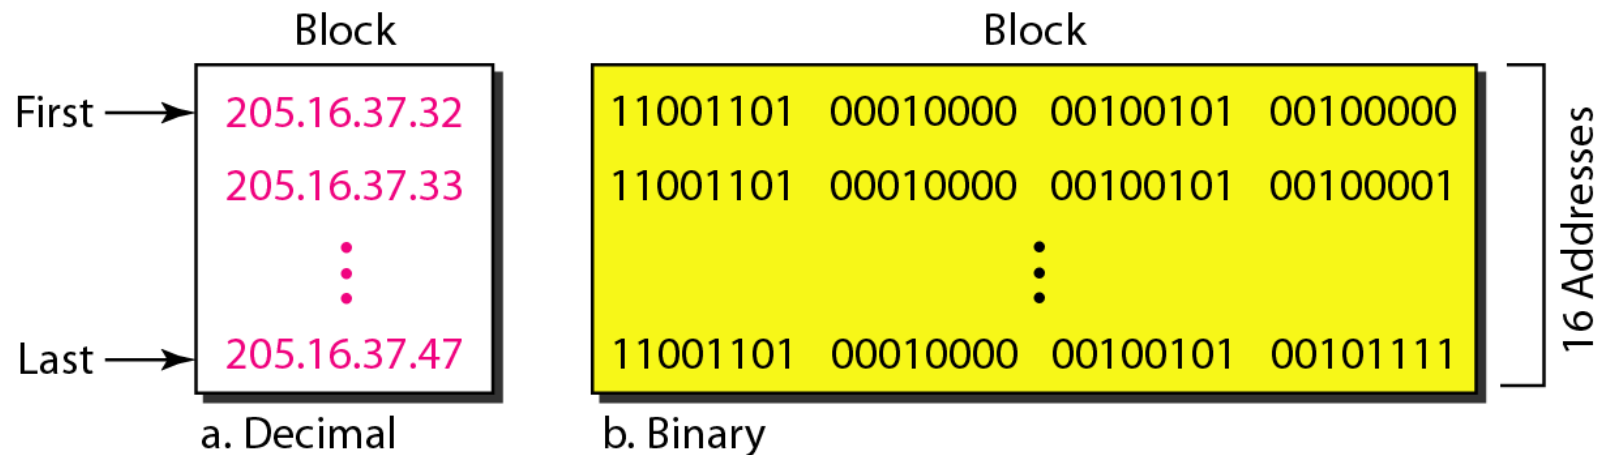 Block
First
205.16.37.32
205.16.37.33
Last
205.16.37.47
a. Decimal
Block
11001101 00010000 00100101 00100000
11001101 00010000 00100101 00100001
11001101 00010000 00100101 00101111
b. Binary
16 Addresses